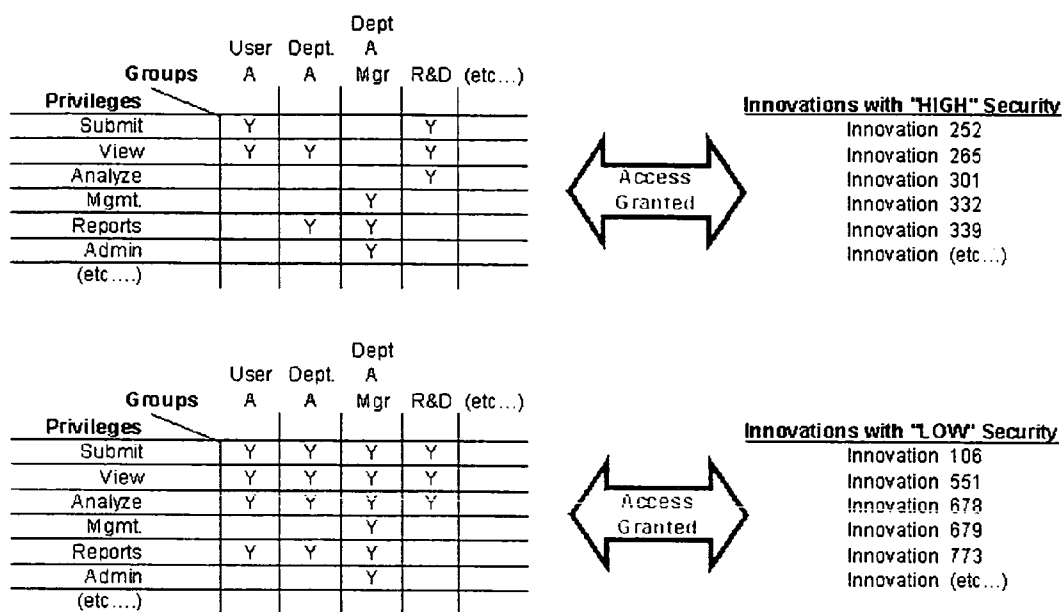 Dept
User Dept. A
Groups A A Mgr R&D (etc...)
Privileges
Submit Y Y
View Y Y Y
Analyze Y
Mgmt. Y
Reports Y Y
Admin Y
(etc....)
Access
Granted
Innovations with "HIGH" Security
Innovation 252
Innovation 265
Innovation 301
Innovation 332
Innovation 339
Innovation (etc...)
Dept
User Dept. A
Groups A A Mgr R&D (etc...)
Privileges
Submit Y Y Y Y
View Y Y Y Y
Analyze Y Y Y Y
Mgmt. Y
Reports Y Y Y
Admin Y
(etc....)
Access
Granted
Innovations with "LOW" Security
Innovation 106
Innovation 551
Innovation 678
Innovation 679
Innovation 773
Innovation (etc...)